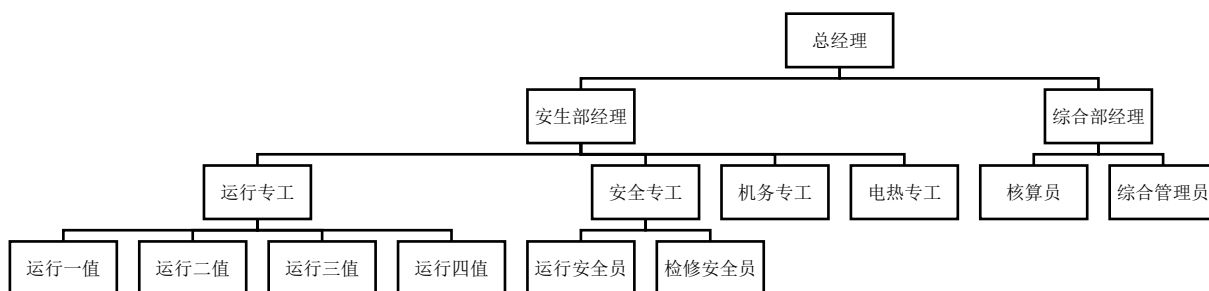 总经理
安生部经理
综合部经理
运行专工
安全专工
机务专工
电热专工
核算员
综合管理员
运行一值
运行二值
运行三值
运行四值
运行安全员
检修安全员